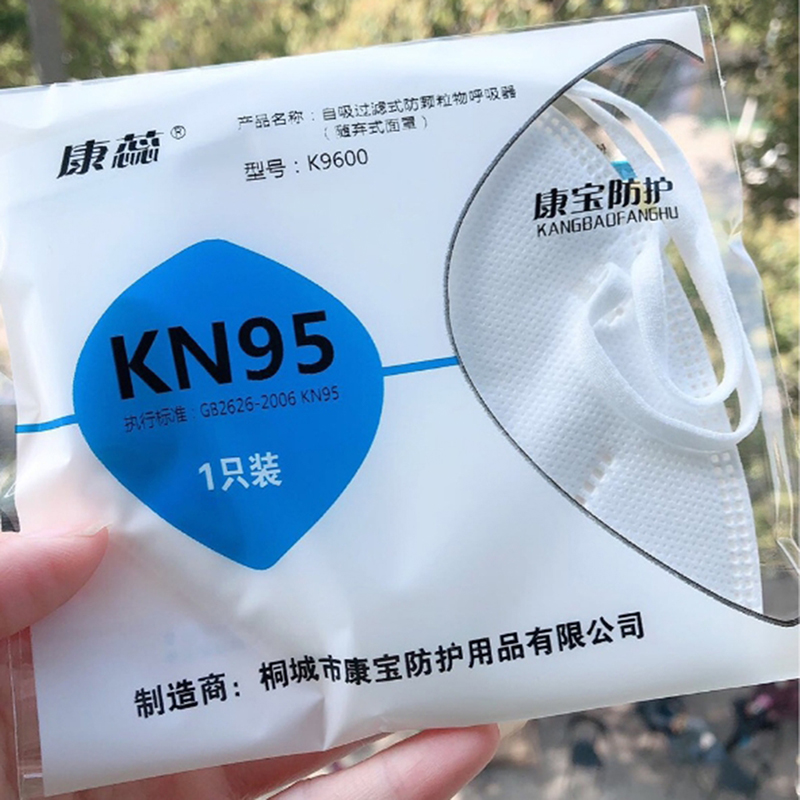 康蕊®
产品名称：自吸过滤式防颗粒物呼吸器
（随弃式面罩）
型号：K9600
康宝防护
KANGBAOFANGHU
KN95
执行标准：GB2626-2006 KN95
1只装
制造商：桐城市康宝防护用品有限公司